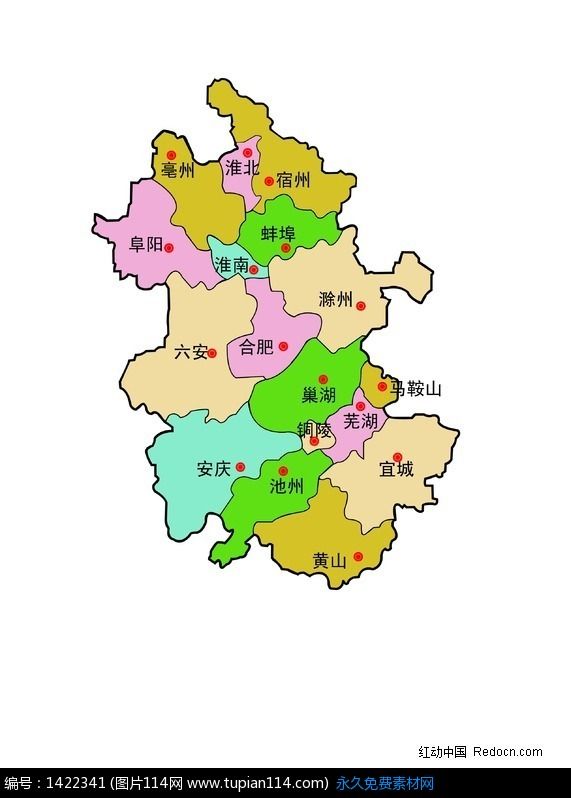 亳州
淮北
宿州
阜阳
蚌埠
淮南
滁州
六安
合肥
巢湖
马鞍山
芜湖
铜陵
安庆
池州
宜城
黄山
红动中国 Redocn.com
编号：1422341 (图片114网 www.tupian114.com) 永久免费素材网